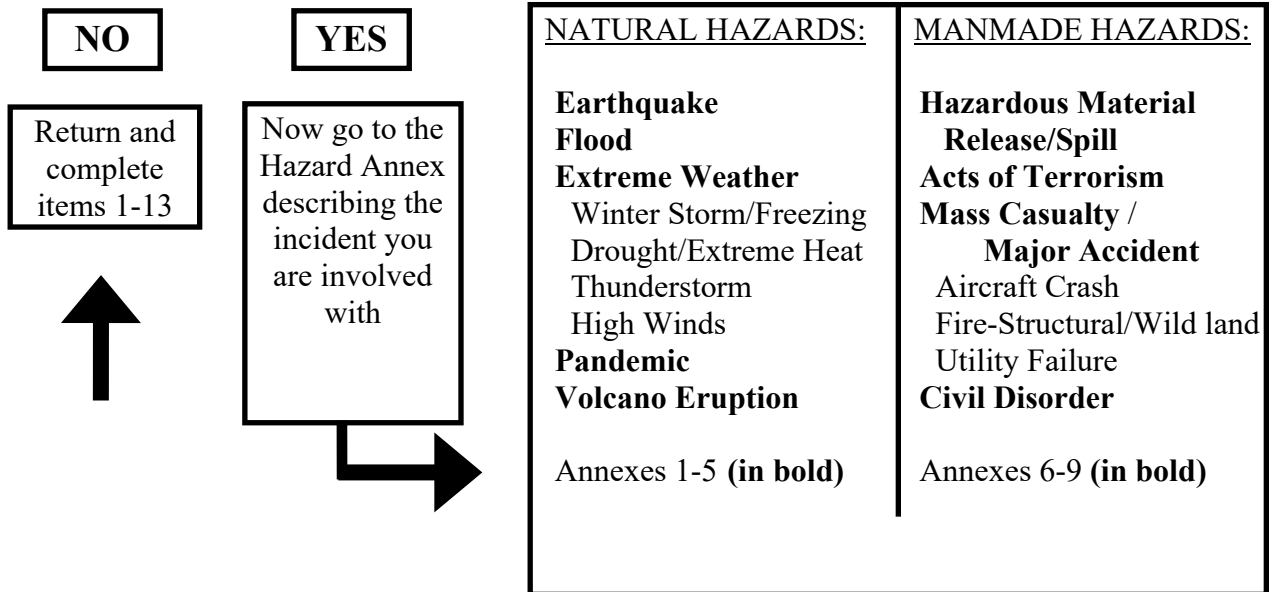 NO
Return and
complete
items 1-13
YES
Now go to the
Hazard Annex
describing the
incident you
are involved
with
NATURAL HAZARDS:
Earthquake
Flood
Extreme Weather
Winter Storm/Freezing
Drought/Extreme Heat
Thunderstorm
High Winds
Pandemic
Volcano Eruption
Annexes 1-5 (in bold)
MANMADE HAZARDS:
Hazardous Material
Release/Spill
Acts of Terrorism
Mass Casualty /
Major Accident
Aircraft Crash
Fire-Structural/Wild land
Utility Failure
Civil Disorder
Annexes 6-9 (in bold)